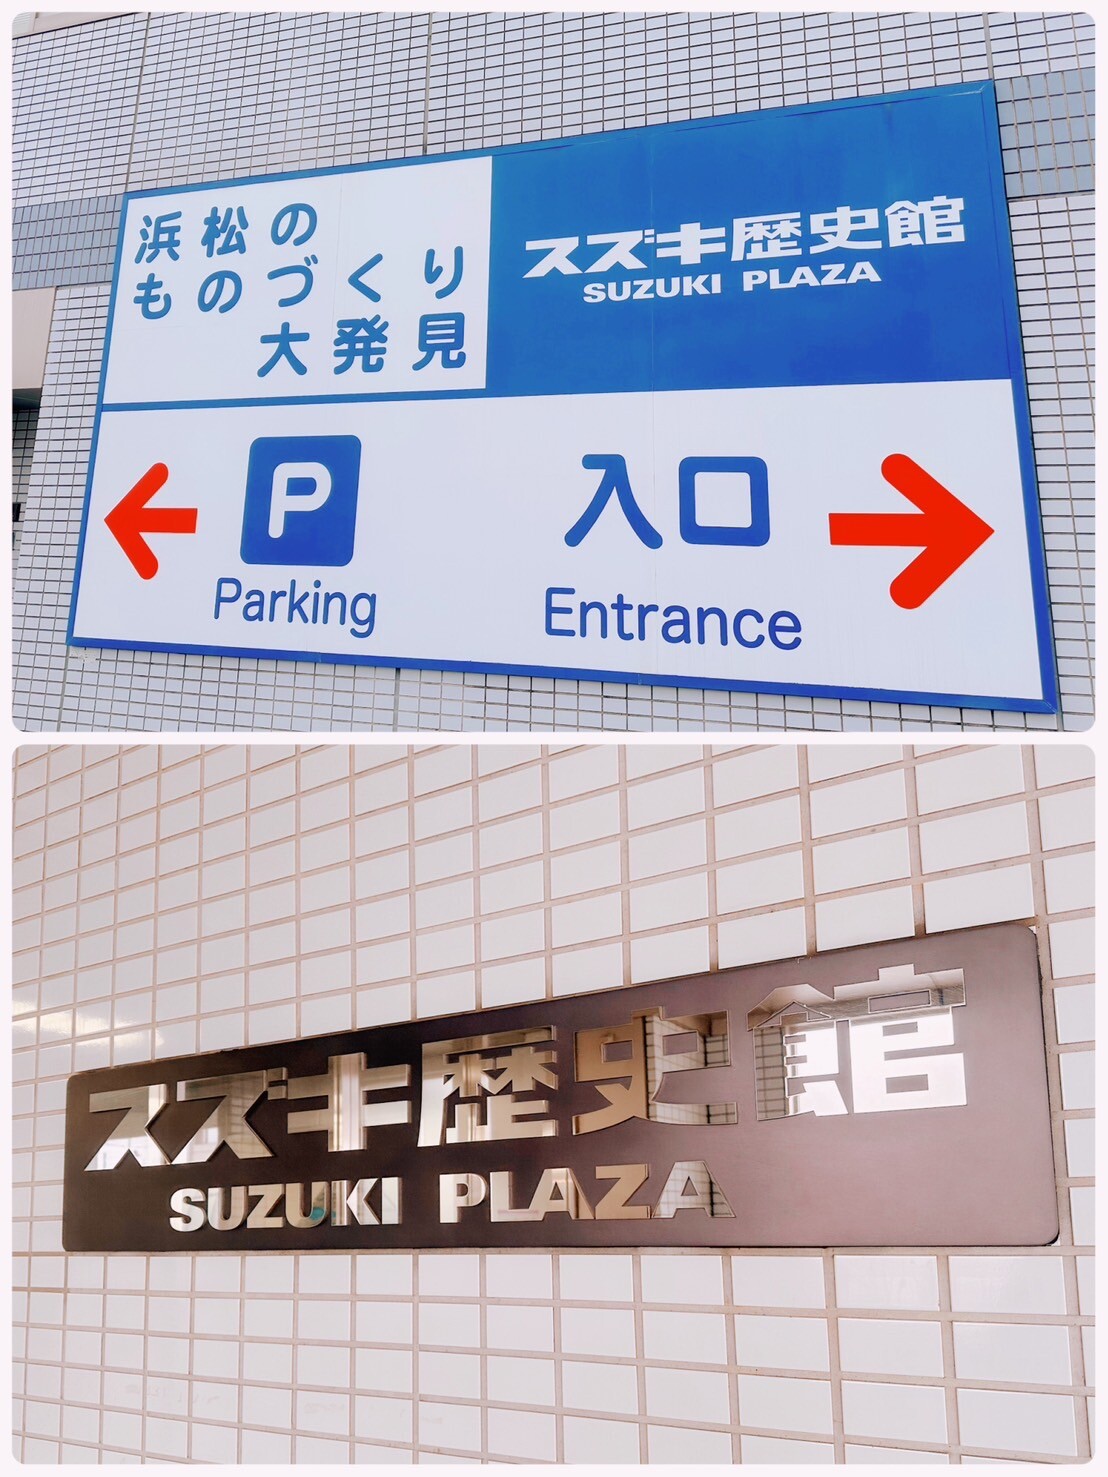 浜松の
ものづくり
大発見
スズキ歴史館
SUZUKI PLAZA
P
Parking
入口
Entrance
スズキ歴史館
SUZUKI PLAZA